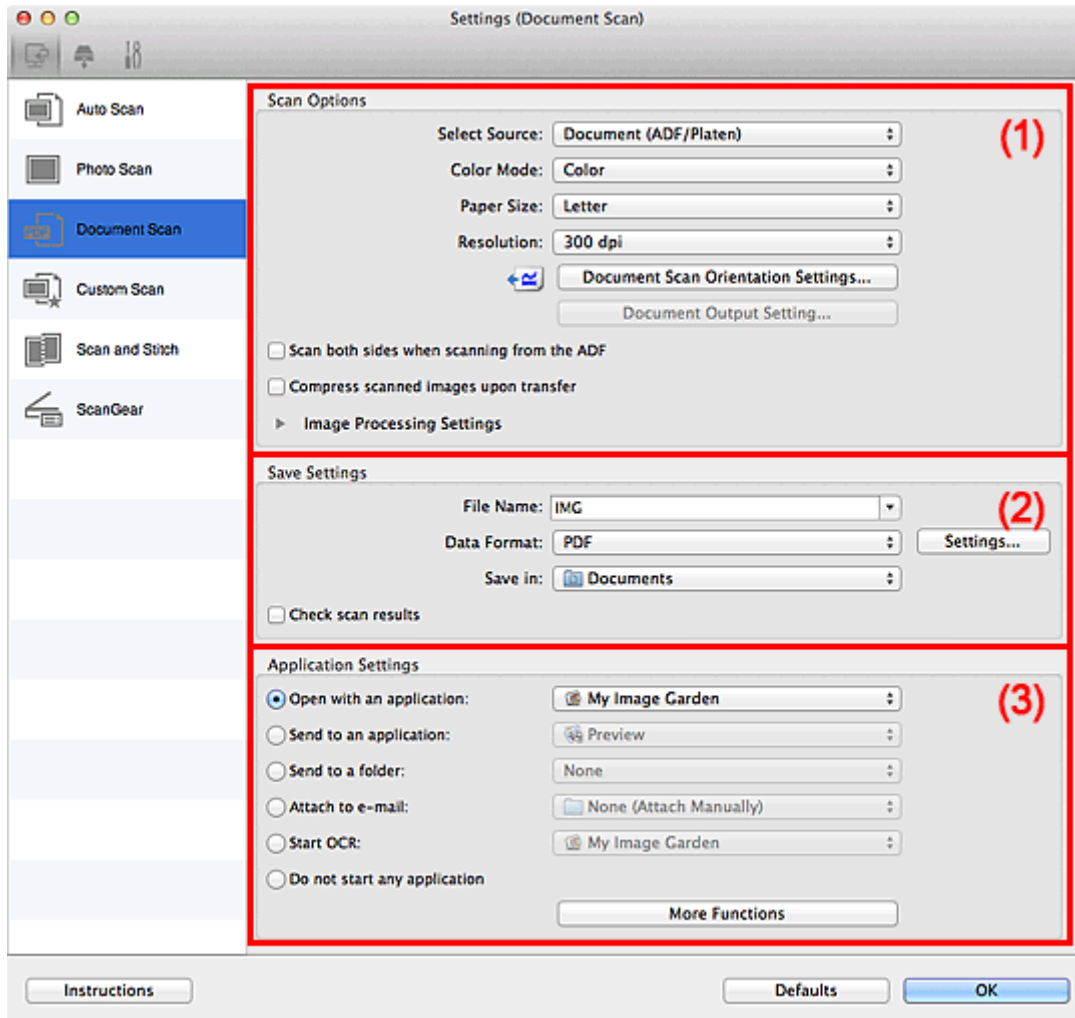 Settings (Document Scan)
Auto Scan
Photo Scan
PDF
Document Scan
Custom Scan
Scan and Stitch
ScanGear
Scan Options
(1)
Select Source: Document (ADF/Platen)
Color Mode: Color
Paper Size: Letter
Resolution: 300 dpi
Document Scan Orientation Settings...
Document Output Setting...
Scan both sides when scanning from the ADF
Compress scanned images upon transfer
Image Processing Settings
Save Settings
(2)
File Name: IMG
Data Format: PDF Settings...
Save in: Documents
Check scan results
Application Settings
(3)
Open with an application: My Image Garden
Send to an application: Preview
Send to a folder: None
Attach to e-mail: None (Attach Manually)
Start OCR: My Image Garden
Do not start any application
More Functions
Instructions Defaults OK